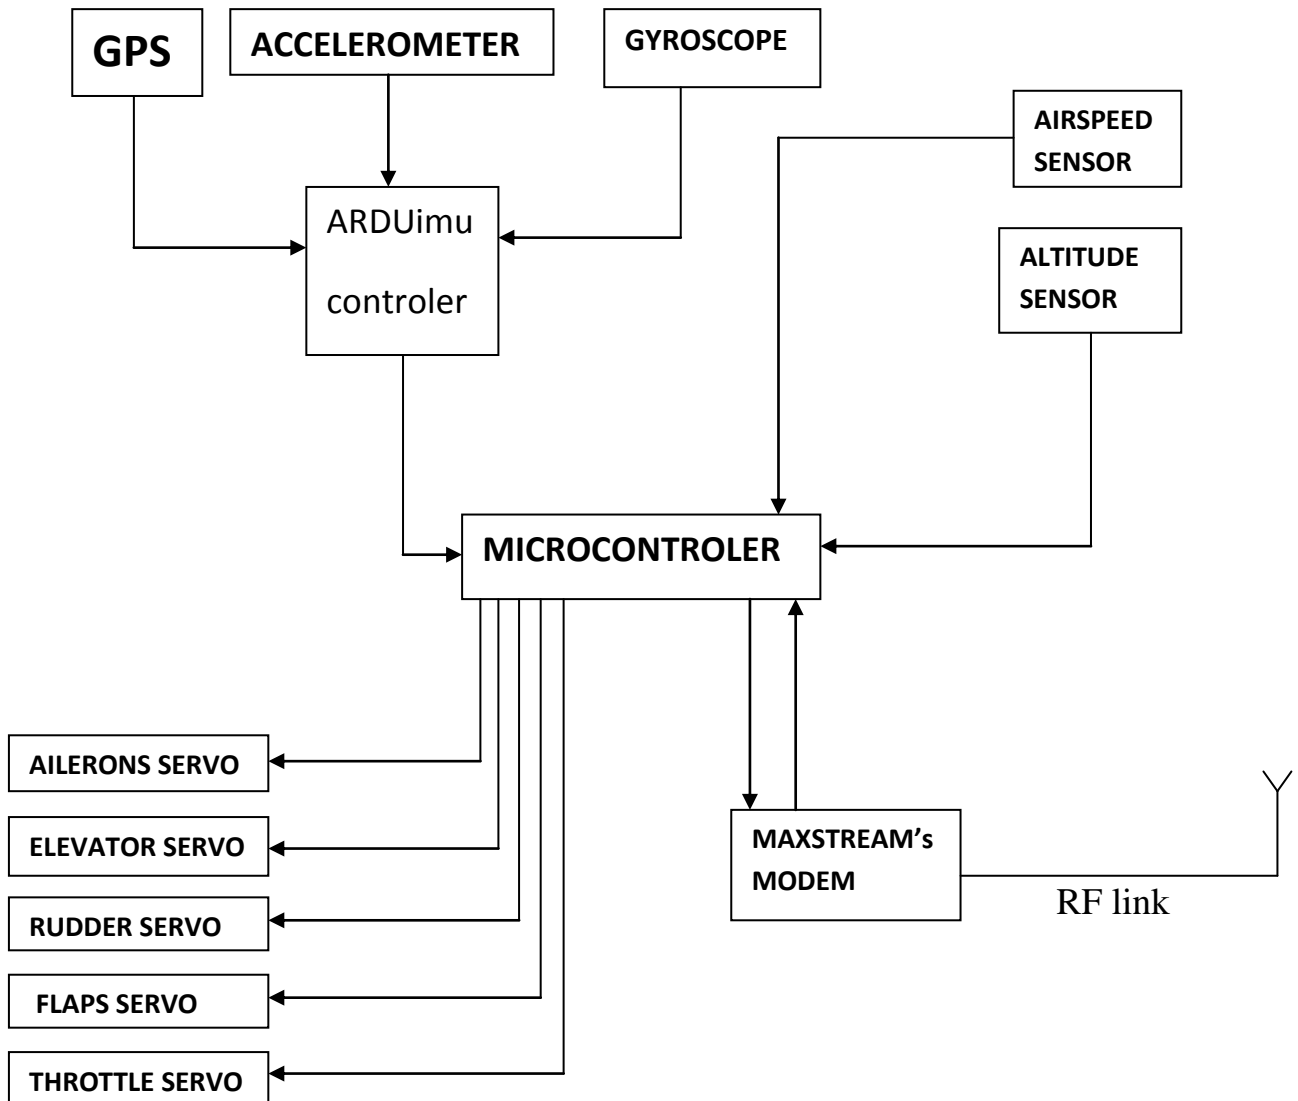 GPS
ACCELEROMETER
GYROSCOPE
AIRSPEED
SENSOR
ARDUimu
controler
ALTITUDE
SENSOR
MICROCONTROLER
AILERONS SERVO
ELEVATOR SERVO
RUDDER SERVO
FLAPS SERVO
THROTTLE SERVO
MAXSTREAM’s
MODEM
RF link